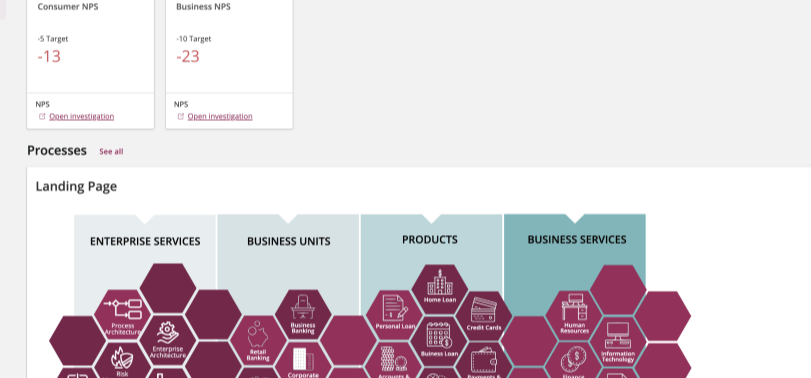 Consumer NPS
Business NPS
-5 Target
-10 Target
-13
-23
NPS
NPS
Open investigation
Open investigation
Processes
See all
Landing Page
ENTERPRISE SERVICES
BUSINESS UNITS
PRODUCTS
BUSINESS SERVICES
Home Loan
Process
Architecture
Business
Banking
Personal Loan
Credit Cards
Human
Resources
Enterprise
Architecture
Retail
Banking
Buiness Loan
Information
Technology
Risk
Corporate
Accounts &
Payments &
Finance